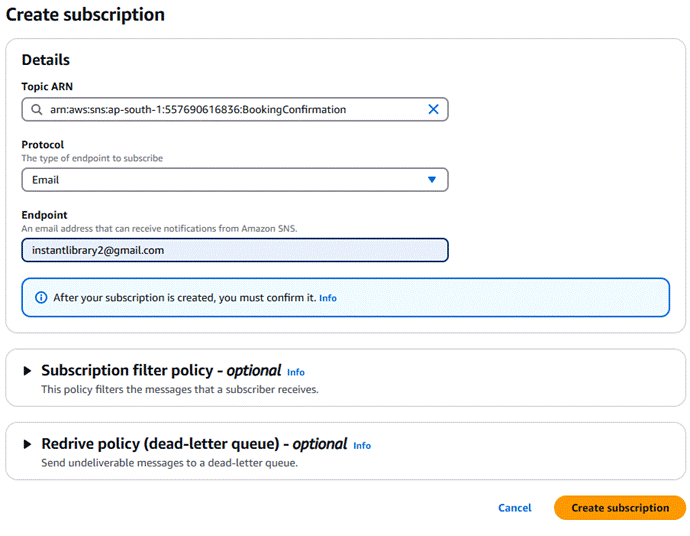 Create subscription
Details
Topic ARN
arn:aws:sns:ap-south-1:557690616836:BookingConfirmation
Protocol
The type of endpoint to subscribe
Email
Endpoint
An email address that can receive notifications from Amazon SNS.
instantlibrary2@gmail.com
After your subscription is created, you must confirm it. Info
Subscription filter policy - optional Info
This policy filters the messages that a subscriber receives.
Redrive policy (dead-letter queue) - optional Info
Send undeliverable messages to a dead-letter queue.
Cancel Create subscription